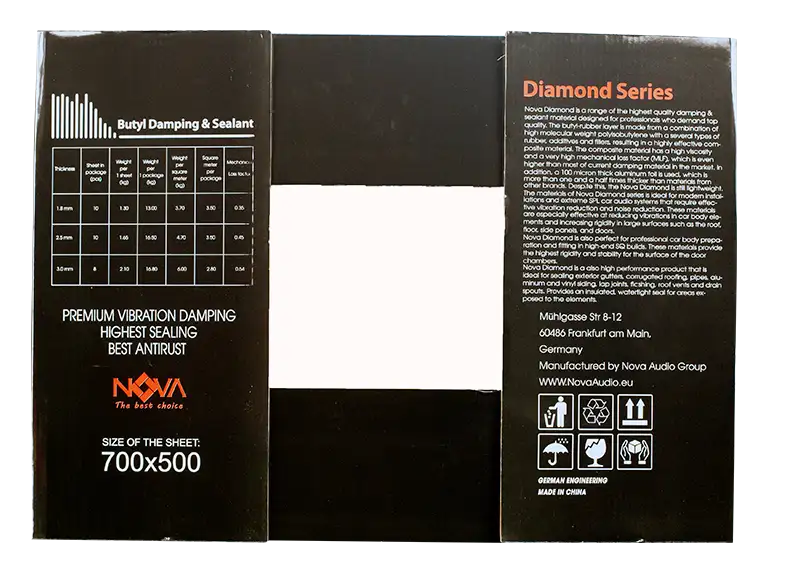 Butyl Damping & Sealant
Thickness | Sheet in package (pcs) | Weight per 1 sheet (kg) | Weight per 1 package (kg) | Weight per square meter (kg) | Square meter per package | Mechanic Loss factor
1.8 mm | 10 | 1.30 | 13.00 | 3.70 | 3.50 | 0.35
2.5 mm | 10 | 1.65 | 16.50 | 4.70 | 3.50 | 0.45
3.0 mm | 8 | 2.10 | 16.80 | 6.00 | 2.80 | 0.54
PREMIUM VIBRATION DAMPING
HIGHEST SEALING
BEST ANTIRUST
NOVA
The best choice
SIZE OF THE SHEET:
700x500
Diamond Series
Nova Diamond is a range of the highest quality damping &
sealant material designed for professionals who demand top
quality. The butyl-rubber layer is made from a combination of
high molecular weight polyisobutylene with a several types of
rubber, additives and fillers, resulting in a highly effective com-
posite material. The composite material has a high viscosity
and a very high mechanical loss factor (MLF), which is even
higher than most of current damping material in the market. In
addition, a 100 micron thick aluminum foil is used, which is
more than one and a half times thicker than materials from
other brands. Despite this, the Nova Diamond is still lightweight.
The materials of Nova Diamond series is ideal for modern instal-
lations and extreme SPL car audio systems that require effec-
tive vibration reduction and noise reduction. These materials
are especially effective at reducing vibrations in car body ele-
ments and increasing rigidity in large surfaces such as the roof,
floor, side panels, and doors.
Nova Diamond is also perfect for professional car body prepa-
ration and fitting in high-end SQ builds. These materials provide
the highest rigidity and stability for the surface of the door
chambers.
Nova Diamond is a also high performance product that is
ideal for sealing exterior gutters, corrugated roofing, pipes, alu-
minum and vinyl siding, lap joints, flashing, roof vents and drain
spouts. Provides an insulated, watertight seal for areas ex-
posed to the elements.
Mühlgasse Str 8-12
60486 Frankfurt am Main,
Germany
Manufactured by Nova Audio Group
WWW.NovaAudio.eu
GERMAN ENGINEERING
MADE IN CHINA